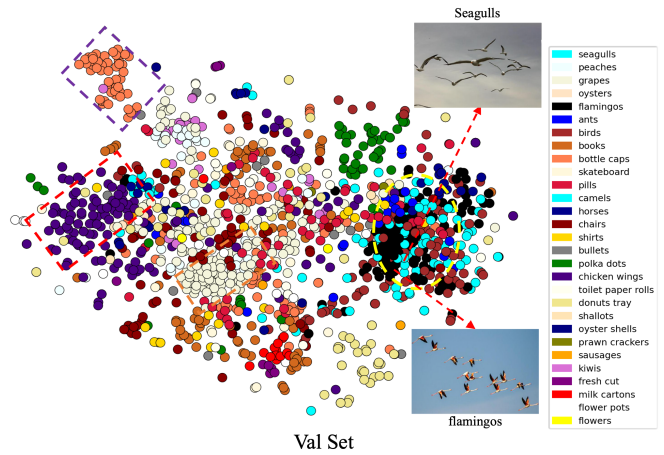 Seagulls
seagulls
peaches
grapes
oysters
flamingos
ants
birds
books
bottle caps
skateboard
pills
camels
horses
chairs
shirts
bullets
polka dots
chicken wings
toilet paper rolls
donuts tray
shallots
oyster shells
prawn crackers
sausages
kiwis
fresh cut
milk cartons
flower pots
flowers
flamingos
Val Set